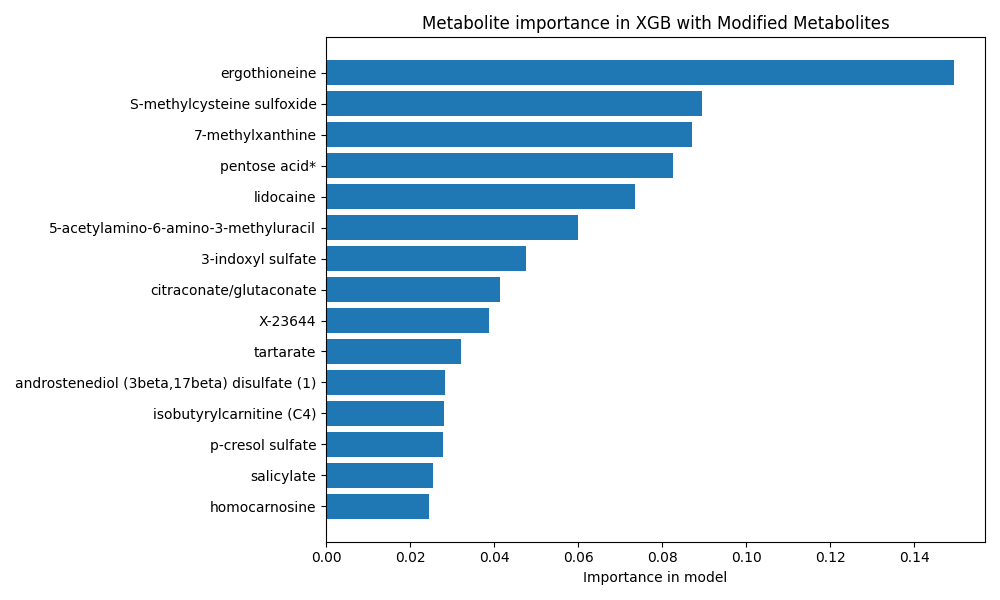 Metabolite importance in XGB with Modified Metabolites
ergothioneine
S-methylcysteine sulfoxide
7-methylxanthine
pentose acid*
lidocaine
5-acetylamino-6-amino-3-methyluracil
3-indoxyl sulfate
citraconate/glutaconate
X-23644
tartarate
androstenediol (3beta,17beta) disulfate (1)
isobutyrylcarnitine (C4)
p-cresol sulfate
salicylate
homocarnosine
0.00 0.02 0.04 0.06 0.08 0.10 0.12 0.14
Importance in model